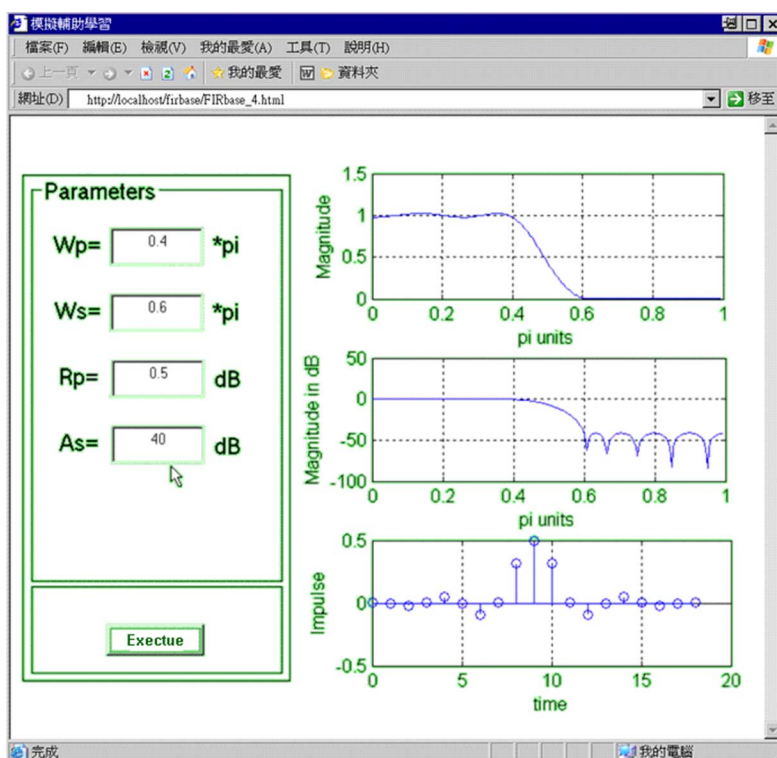 模擬輔助學習
檔案(F) 編輯(E) 檢視(V) 我的最愛(A) 工具(T) 說明(H)
上一頁 我的最愛 資料夾
網址(D) http://localhost/firbase/FIRbase_4.html 移至
Parameters
Wp= 0.4 *pi
Ws= 0.6 *pi
Rp= 0.5 dB
As= 40 dB
Exectue
1.5
1
0.5
0
Magnitude
0 0.2 0.4 0.6 0.8 1
pi units
50
0
-50
-100
Magnitude in dB
0 0.2 0.4 0.6 0.8 1
pi units
0.5
0
-0.5
Impulse
0 5 10 15 20
time
完成 我的電腦